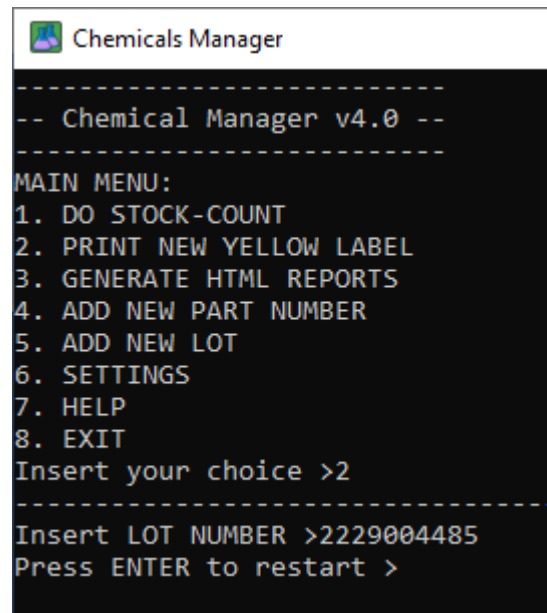 Chemicals Manager
----------------------------
-- Chemical Manager v4.0 --
----------------------------
MAIN MENU:
1. DO STOCK-COUNT
2. PRINT NEW YELLOW LABEL
3. GENERATE HTML REPORTS
4. ADD NEW PART NUMBER
5. ADD NEW LOT
6. SETTINGS
7. HELP
8. EXIT
Insert your choice >2
-----------------------------------
Insert LOT NUMBER >2229004485
Press ENTER to restart >